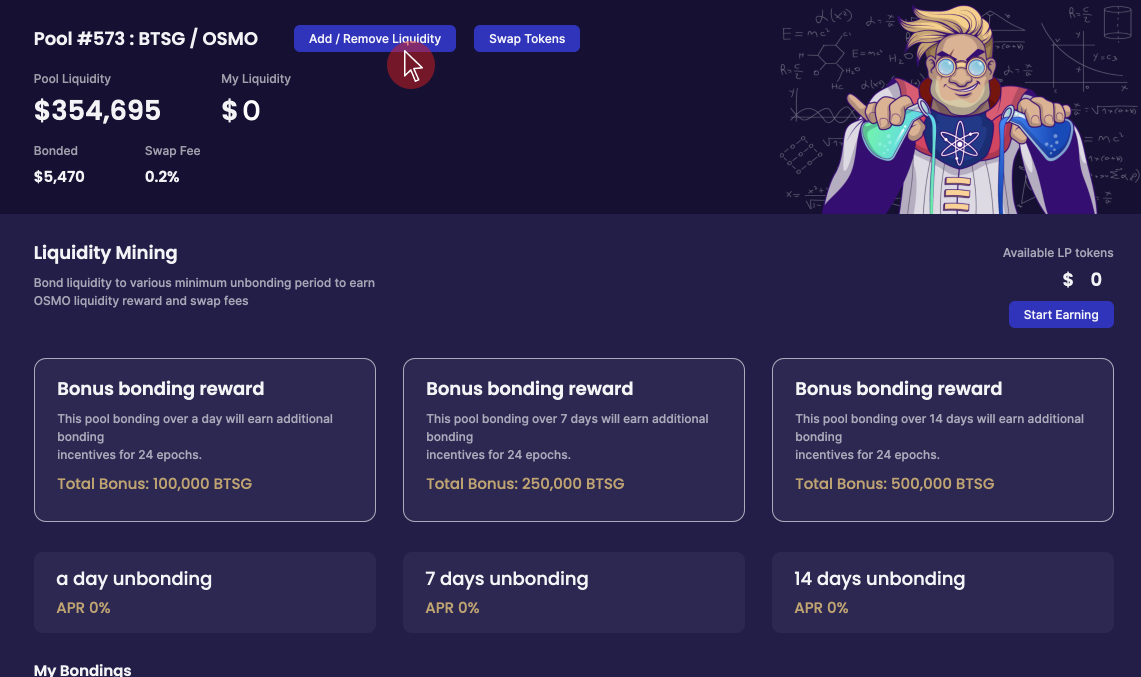 Pool #573 : BTSG / OSMO
Add / Remove Liquidity
Swap Tokens
Pool Liquidity
My Liquidity
$354,695
$0
Bonded
Swap Fee
$5,470
0.2%
E=mc²
H₂O
Liquidity Mining
Bond liquidity to various minimum unbonding period to earn
OSMO liquidity reward and swap fees
Available LP tokens
$ 0
Start Earning
Bonus bonding reward
This pool bonding over a day will earn additional
bonding
incentives for 24 epochs.
Total Bonus: 100,000 BTSG
Bonus bonding reward
This pool bonding over 7 days will earn additional
bonding
incentives for 24 epochs.
Total Bonus: 250,000 BTSG
Bonus bonding reward
This pool bonding over 14 days will earn additional
bonding
incentives for 24 epochs.
Total Bonus: 500,000 BTSG
a day unbonding
APR 0%
7 days unbonding
APR 0%
14 days unbonding
APR 0%
My Bondings